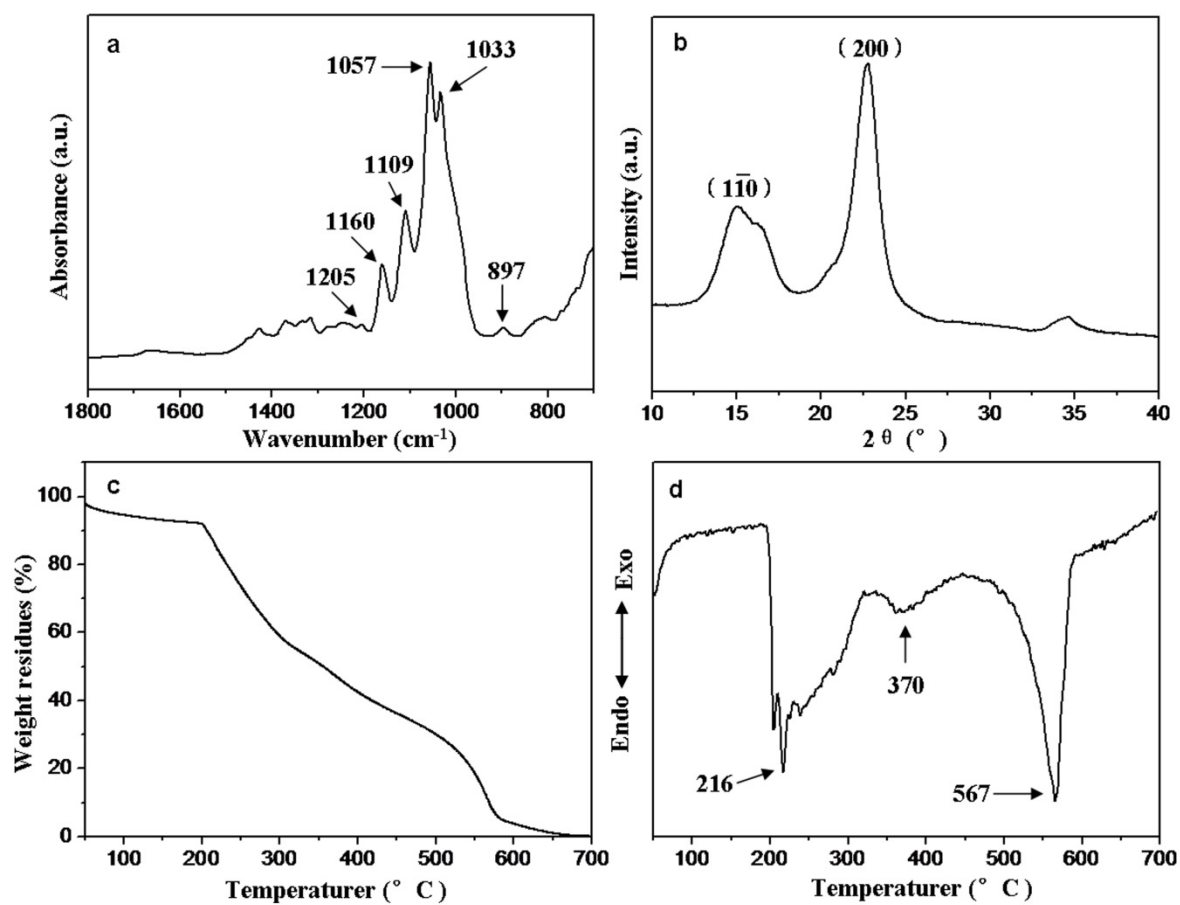 a
1057
1033
1109
1160
1205
897
Absorbance (a.u.)
1800 1600 1400 1200 1000 800
Wavenumber (cm⁻¹)
b
(200)
(11̅0)
Intensity (a.u.)
10 15 20 25 30 35 40
2 θ (° )
c
100
80
60
40
20
0
Weight residues (%)
100 200 300 400 500 600 700
Temperaturer (° C)
d
Endo Exo
216
370
567
100 200 300 400 500 600 700
Temperaturer (° C)